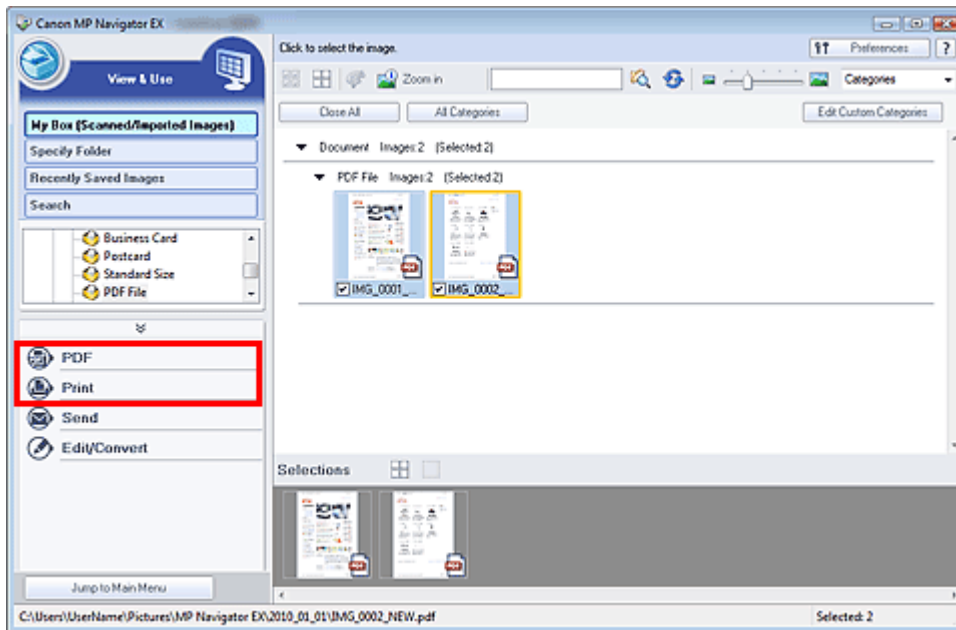 Canon MP Navigator EX
View & Use
My Box (Scanned/Imported Images)
Specify Folder
Recently Saved Images
Search
Business Card
Postcard
Standard Size
PDF File
PDF
Print
Send
Edit/Convert
Jump to Main Menu
Click to select the image.
Preferences
?
Zoom in
Categories
Close All
All Categories
Edit Custom Categories
Document Images:2 (Selected:2)
PDF File Images:2 (Selected:2)
IMG_0001_...
IMG_0002_...
Selections
C:\Users\UserName\Pictures\MP Navigator EX\2010_01_01\IMG_0002_NEW.pdf
Selected: 2